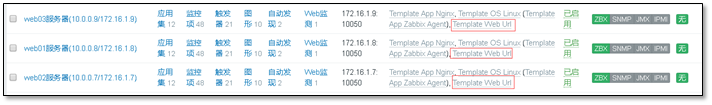 web03服务器(10.0.0.9/172.16.1.9) 应用集 12 监控项 48 触发器 21 图形 10 自动发现 2 Web监测 1 172.16.1.9:10050 Template App Nginx, Template OS Linux (Template App Zabbix Agent), Template Web Url 已启用 ZBX SNMP JMX IPMI 无
web01服务器(10.0.0.8/172.16.1.8) 应用集 12 监控项 48 触发器 21 图形 10 自动发现 2 Web监测 1 172.16.1.8:10050 Template App Nginx, Template OS Linux (Template App Zabbix Agent), Template Web Url 已启用 ZBX SNMP JMX IPMI 无
web02服务器(10.0.0.7/172.16.1.7) 应用集 12 监控项 48 触发器 21 图形 10 自动发现 2 Web监测 1 172.16.1.7:10050 Template App Nginx, Template OS Linux (Template App Zabbix Agent), Template Web Url 已启用 ZBX SNMP JMX IPMI 无